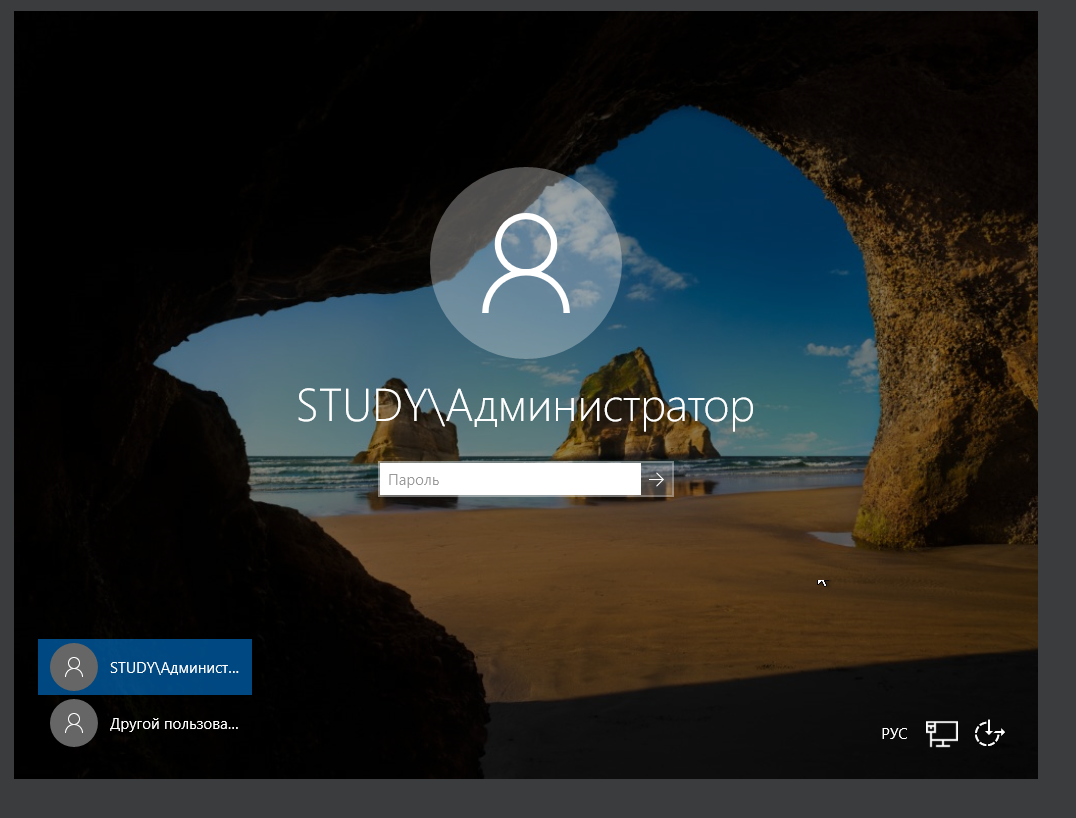 STUDY\Администратор
Пароль
STUDY\Админист...
Другой пользова...
РУС